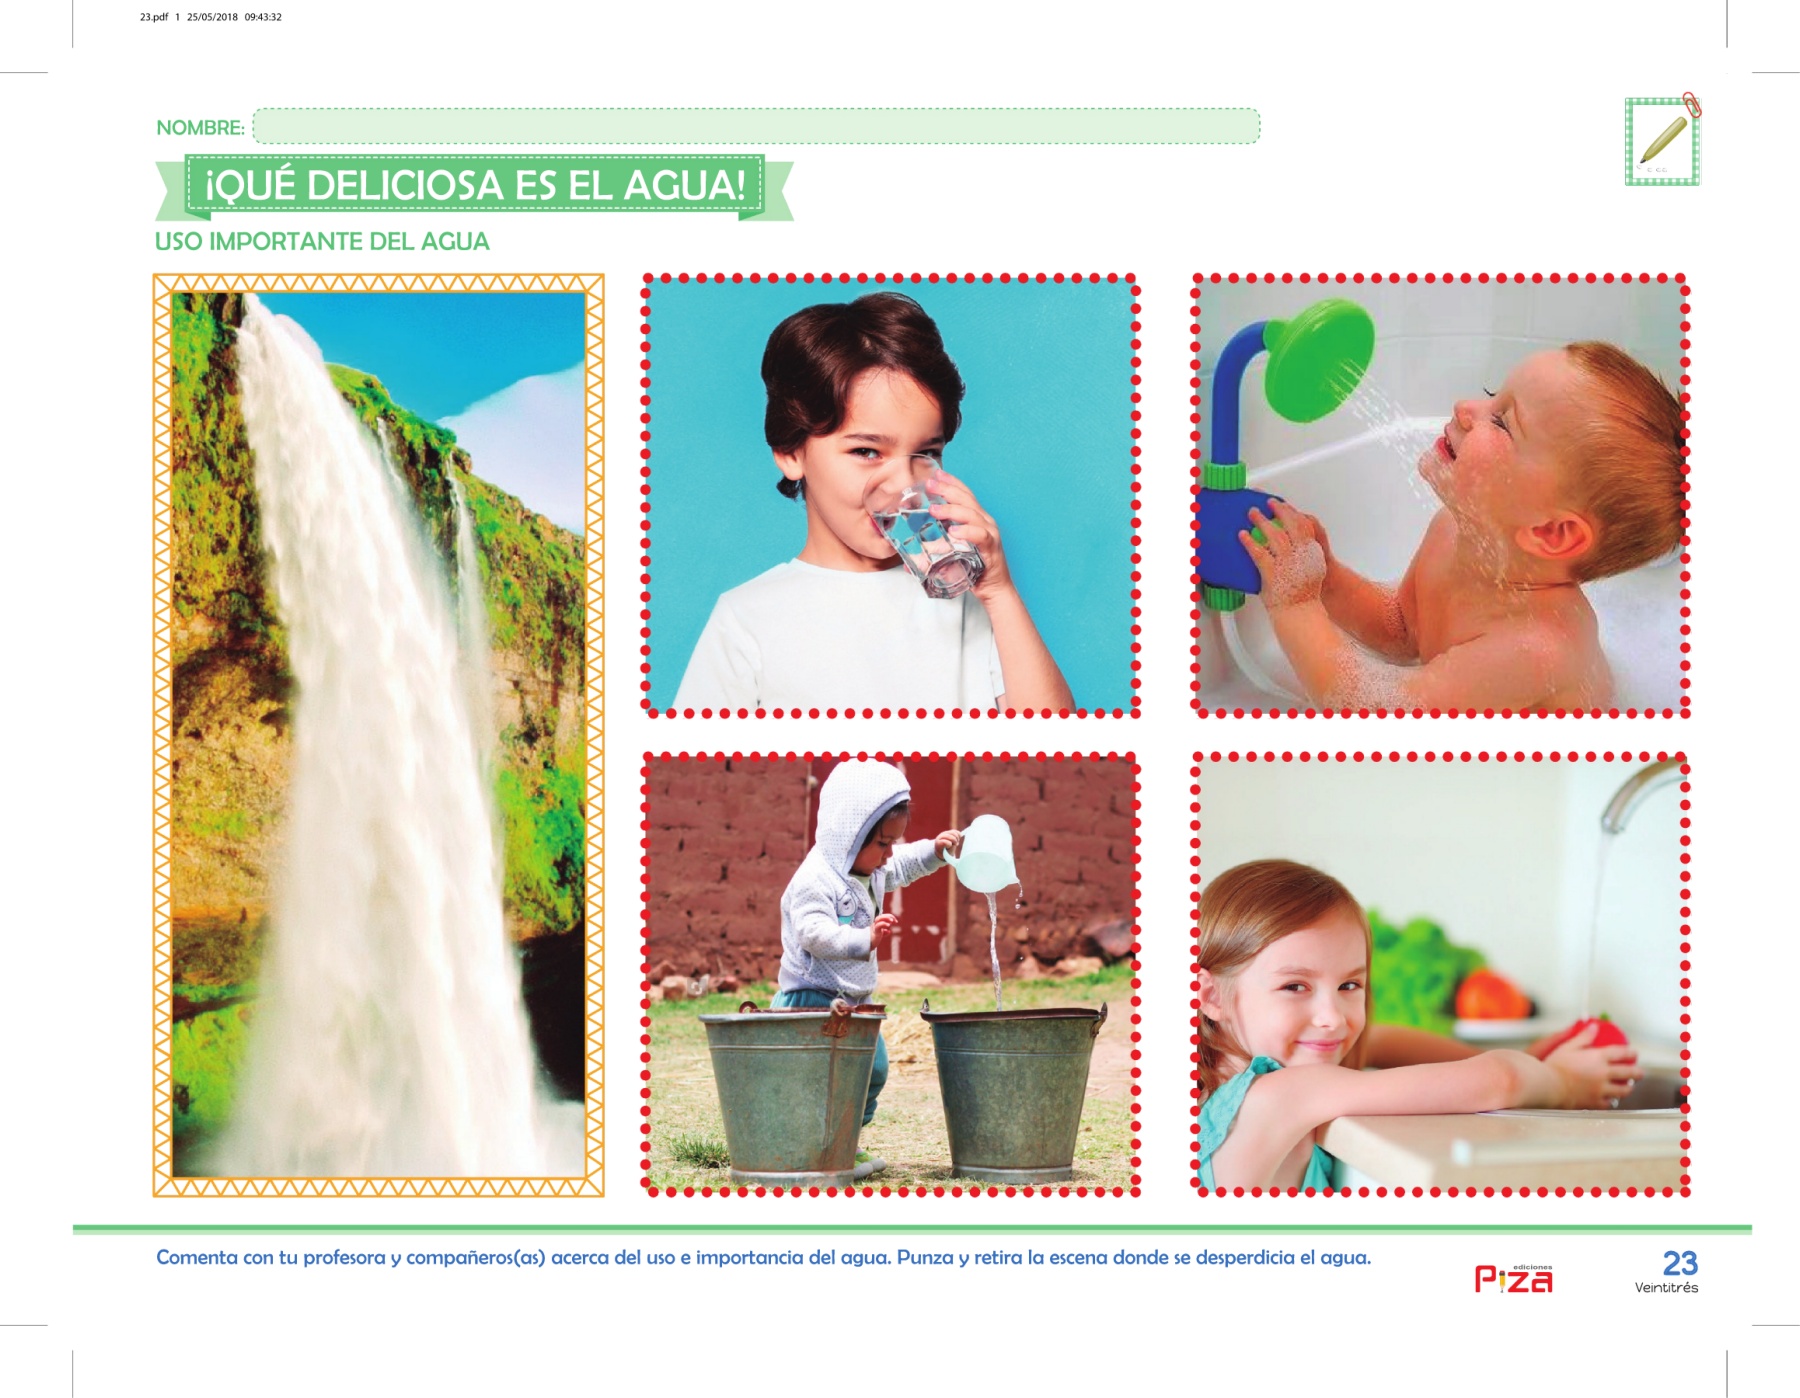 23.pdf 1 25/05/2018 09:43:32
NOMBRE:
¡QUÉ DELICIOSA ES EL AGUA!
USO IMPORTANTE DEL AGUA
Comenta con tu profesora y compañeros(as) acerca del uso e importancia del agua. Punza y retira la escena donde se desperdicia el agua.
ediciones
Piza
23
Veintitrés